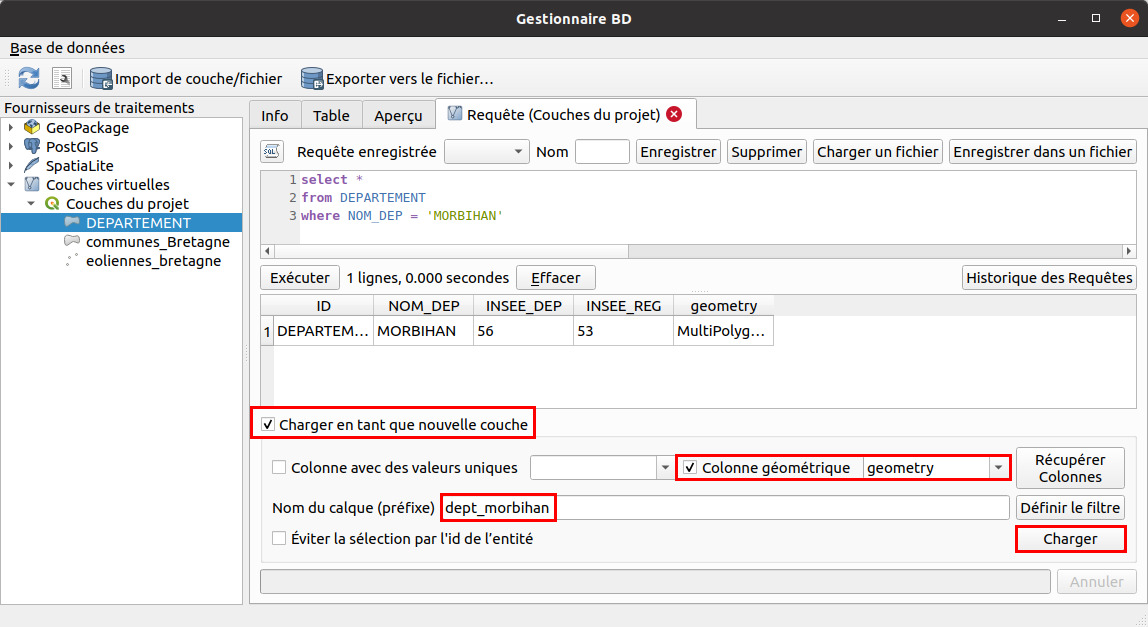 Gestionnaire BD
Base de données
Import de couche/fichier Exporter vers le fichier...
Fournisseurs de traitements
GeoPackage
PostGIS
SpatiaLite
Couches virtuelles
Couches du projet
DEPARTEMENT
communes_Bretagne
eoliennes_bretagne
Info Table Aperçu Requête (Couches du projet)
SQL Requête enregistrée Nom Enregistrer Supprimer Charger un fichier Enregistrer dans un fichier
1 select *
2 from DEPARTEMENT
3 where NOM_DEP = 'MORBIHAN'
Exécuter 1 lignes, 0.000 secondes Effacer Historique des Requêtes
ID NOM_DEP INSEE_DEP INSEE_REG geometry
1 DEPARTEM... MORBIHAN 56 53 MultiPolyg...
Charger en tant que nouvelle couche
Colonne avec des valeurs uniques Colonne géométrique geometry Récupérer
Colonnes
Nom du calque (préfixe) dept_morbihan Définir le filtre
Éviter la sélection par l'id de l’entité Charger
Annuler